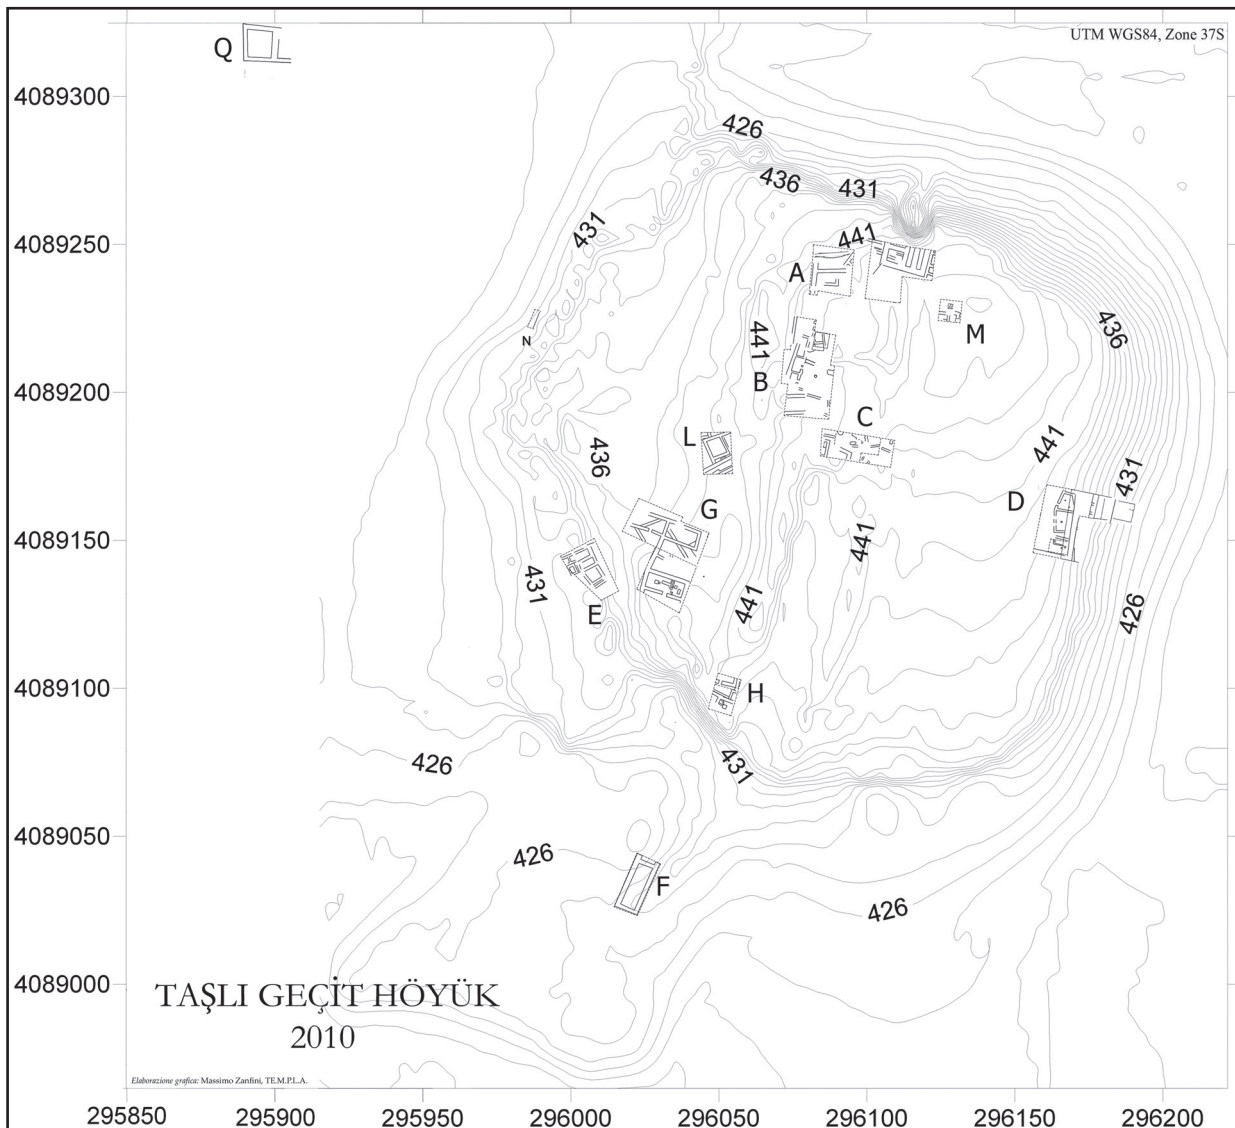 UTM WGS84, Zone 37S
Q
4089300
426
436
431
431
4089250
441
A
436
M
N
441
B
4089200
C
L
436
441
431
D
G
4089150
441
431
441
E
426
4089100
H
426
431
4089050
426
F
426
4089000
TAŞLI GEÇİT HÖYÜK
2010
Elaborazione grafica: Massimo Zanfini, TE.M.P.L.A.
295850
295900
295950
296000
296050
296100
296150
296200